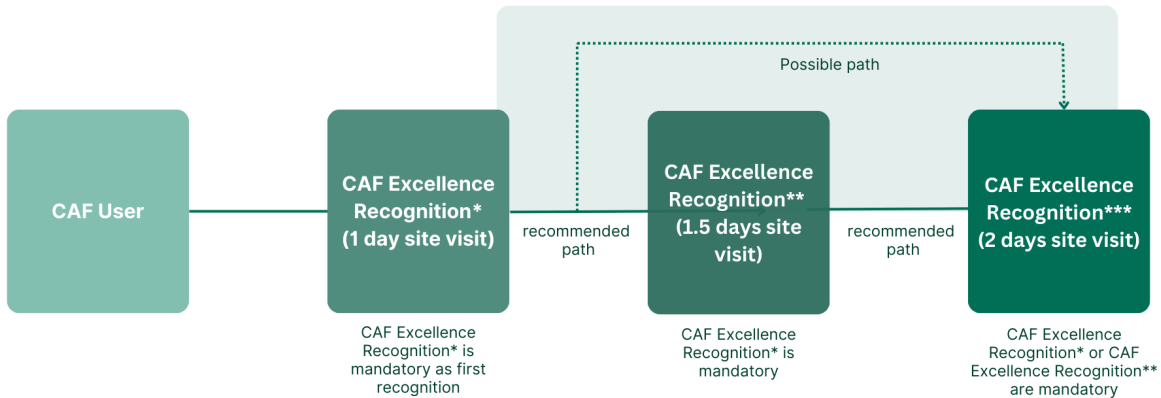 Possible path
CAF User
CAF Excellence
Recognition*
(1 day site visit)
recommended
path
CAF Excellence
Recognition**
(1.5 days site
visit)
recommended
path
CAF Excellence
Recognition***
(2 days site visit)
CAF Excellence
Recognition* is
mandatory as first
recognition
CAF Excellence
Recognition* is
mandatory
CAF Excellence
Recognition* or CAF
Excellence Recognition**
are mandatory